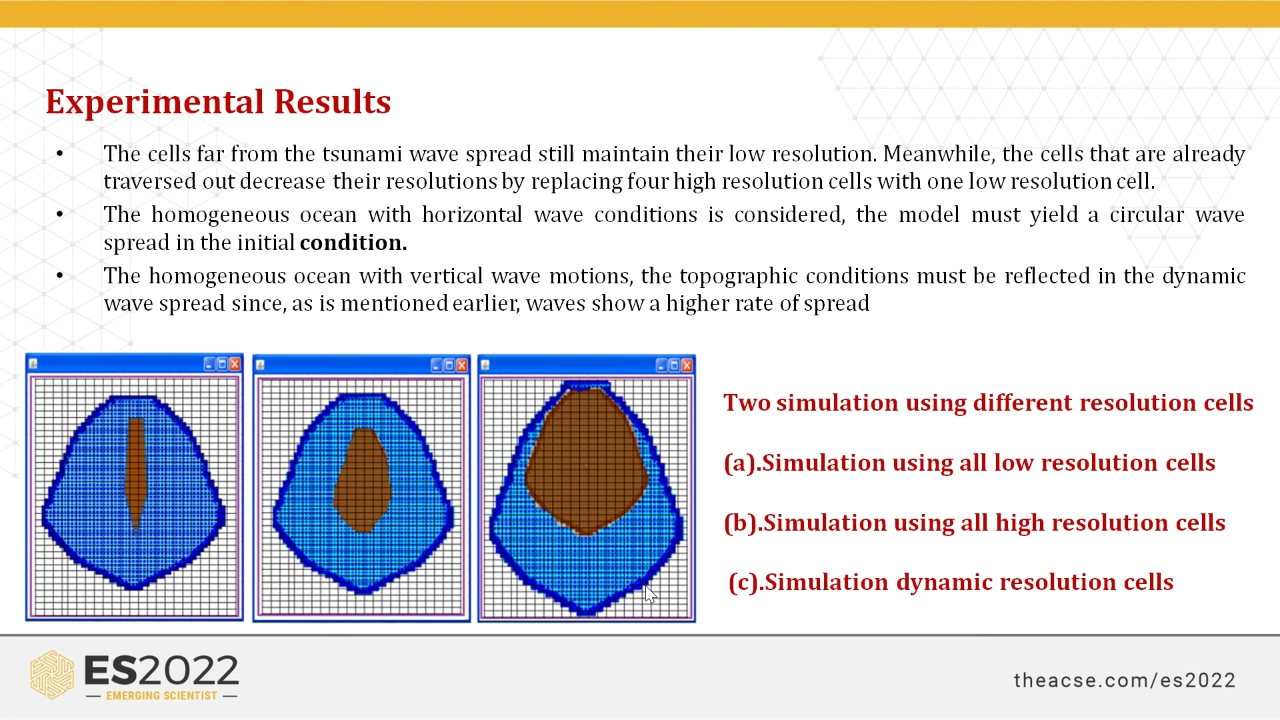 Experimental Results
• The cells far from the tsunami wave spread still maintain their low resolution. Meanwhile, the cells that are already
traversed out decrease their resolutions by replacing four high resolution cells with one low resolution cell.
• The homogeneous ocean with horizontal wave conditions is considered, the model must yield a circular wave
spread in the initial condition.
• The homogeneous ocean with vertical wave motions, the topographic conditions must be reflected in the dynamic
wave spread since, as is mentioned earlier, waves show a higher rate of spread
Two simulation using different resolution cells
(a).Simulation using all low resolution cells
(b).Simulation using all high resolution cells
(c).Simulation dynamic resolution cells
ES2022
EMERGING SCIENTIST
theacse.com/es2022